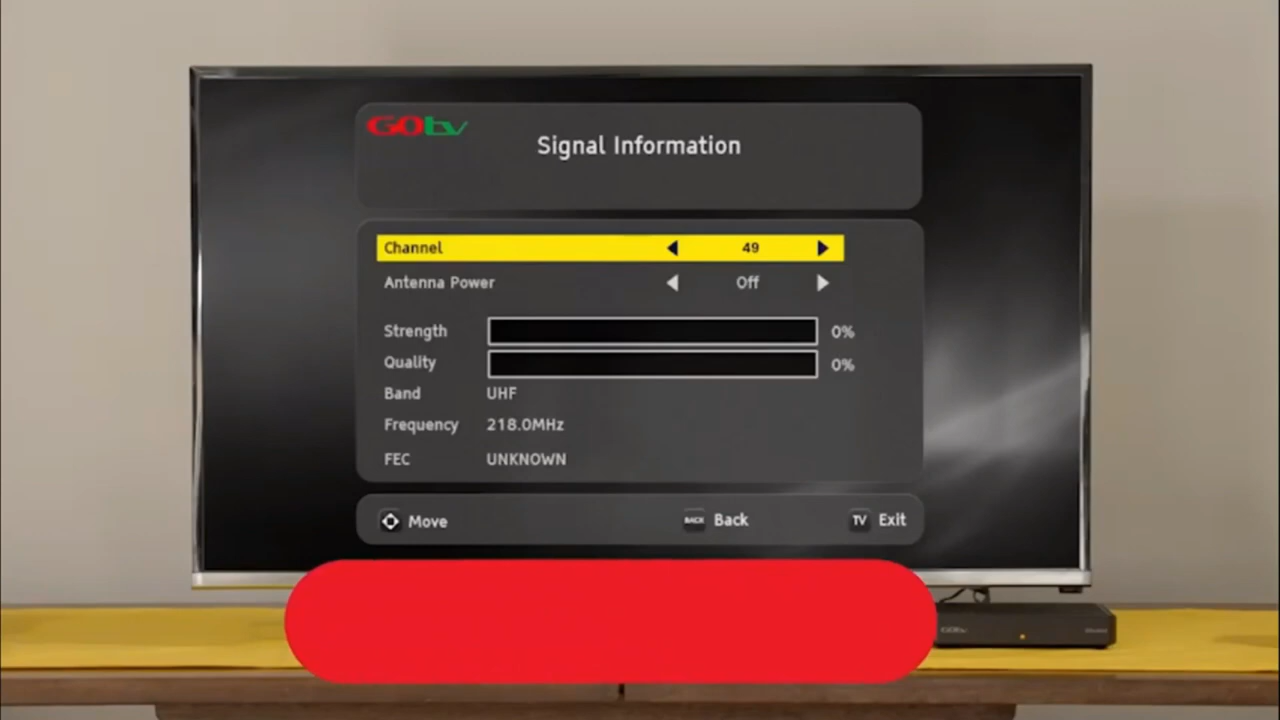 GOtv
Signal Information
Channel 49
Antenna Power Off
Strength 0%
Quality 0%
Band UHF
Frequency 218.0MHz
FEC UNKNOWN
Move BACK Back TV Exit
GOtv